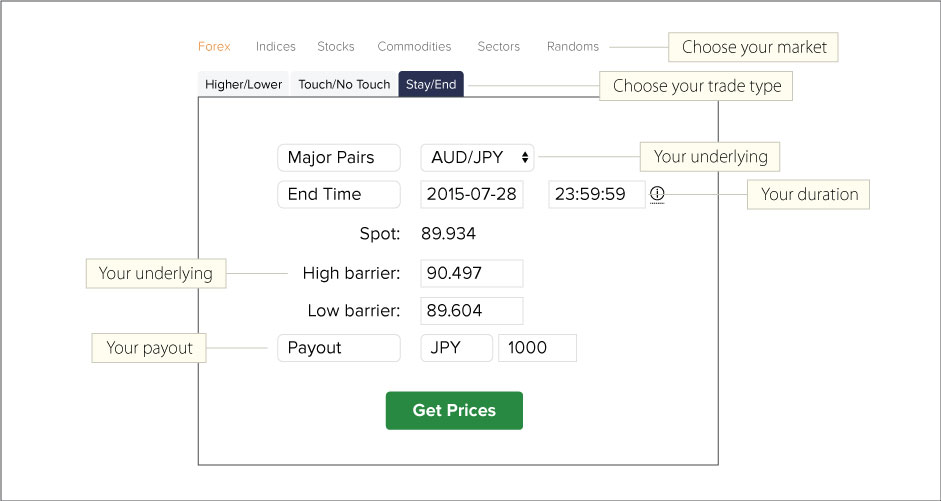 Forex Indices Stocks Commodities Sectors Randoms Choose your market
Higher/Lower Touch/No Touch Stay/End Choose your trade type
Major Pairs AUD/JPY Your underlying
End Time 2015-07-28 23:59:59 Your duration
Spot: 89.934
Your underlying High barrier: 90.497
Low barrier: 89.604
Your payout Payout JPY 1000
Get Prices